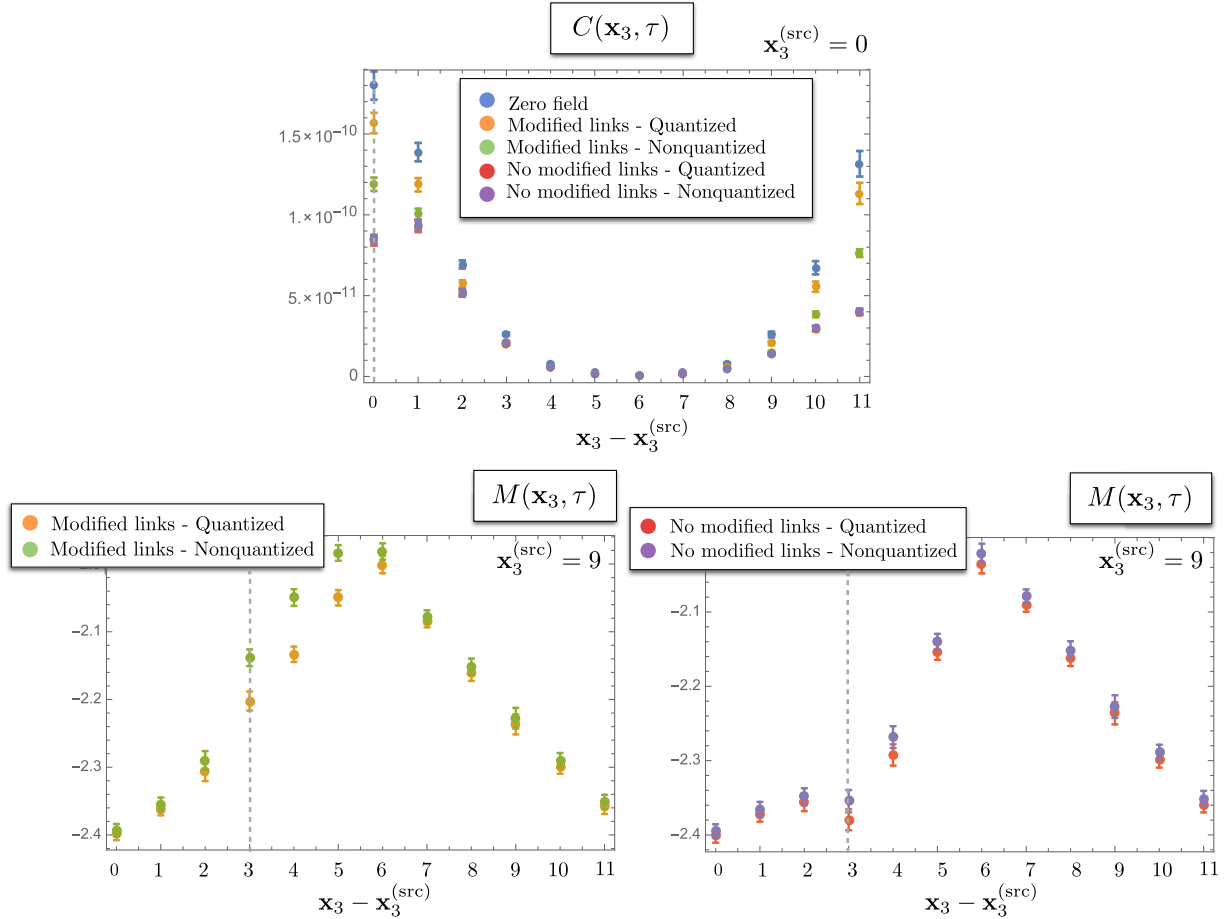 C(x₃, τ)
x₃^(src) = 0
Zero field
Modified links - Quantized
Modified links - Nonquantized
No modified links - Quantized
No modified links - Nonquantized
1.5×10⁻¹⁰
1.×10⁻¹⁰
5.×10⁻¹¹
0
0 1 2 3 4 5 6 7 8 9 10 11
x₃ − x₃^(src)
M(x₃, τ)
Modified links - Quantized
Modified links - Nonquantized
x₃^(src) = 9
−2.1
−2.2
−2.3
−2.4
0 1 2 3 4 5 6 7 8 9 10 11
x₃ − x₃^(src)
M(x₃, τ)
No modified links - Quantized
No modified links - Nonquantized
x₃^(src) = 9
−2.1
−2.2
−2.3
−2.4
0 1 2 3 4 5 6 7 8 9 10 11
x₃ − x₃^(src)